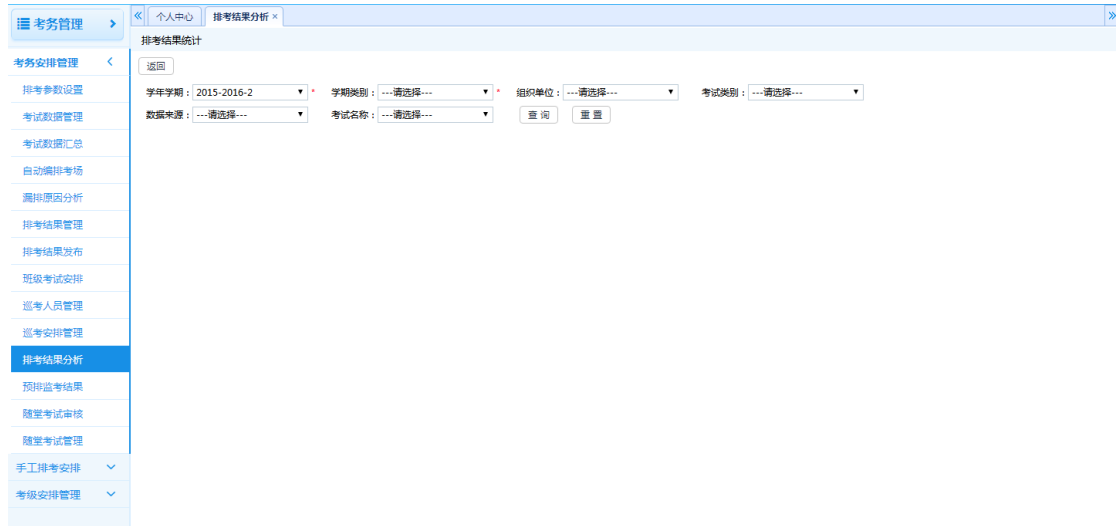 考务管理
个人中心 排考结果分析 ×
排考结果统计
考务安排管理
返回
排考参数设置
学年学期：2015-2016-2 * 学期类别：---请选择--- * 组织单位：---请选择--- 考试类别：---请选择---
数据来源：---请选择--- 考试名称：---请选择--- 查 询 重 置
考试数据管理
考试数据汇总
自动编排考场
漏排原因分析
排考结果管理
排考结果发布
班级考试安排
巡考人员管理
巡考安排管理
排考结果分析
预排监考结果
随堂考试审核
随堂考试管理
手工排考安排
考级安排管理